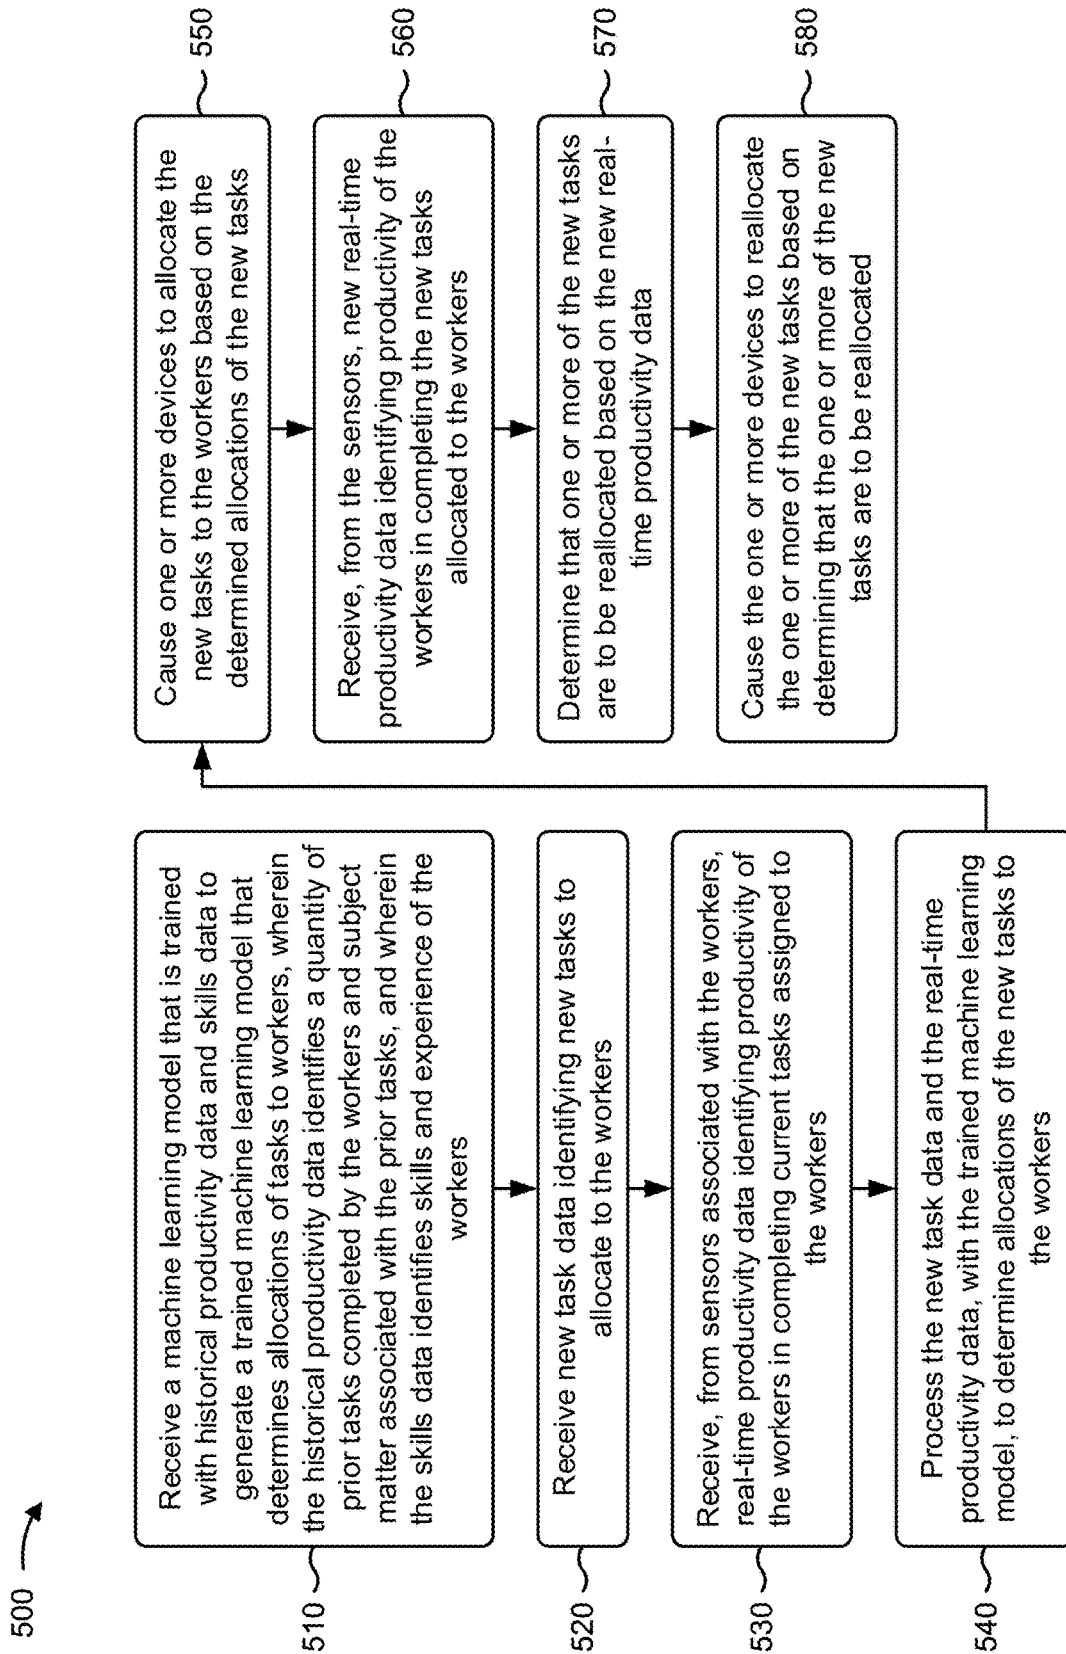 500
510
Receive a machine learning model that is trained
with historical productivity data and skills data to
generate a trained machine learning model that
determines allocations of tasks to workers, wherein
the historical productivity data identifies a quantity of
prior tasks completed by the workers and subject
matter associated with the prior tasks, and wherein
the skills data identifies skills and experience of the
workers
520
Receive new task data identifying new tasks to
allocate to the workers
530
Receive, from sensors associated with the workers,
real-time productivity data identifying productivity of
the workers in completing current tasks assigned to
the workers
540
Process the new task data and the real-time
productivity data, with the trained machine learning
model, to determine allocations of the new tasks to
the workers
550
Cause one or more devices to allocate the
new tasks to the workers based on the
determined allocations of the new tasks
560
Receive, from the sensors, new real-time
productivity data identifying productivity of the
workers in completing the new tasks
allocated to the workers
570
Determine that one or more of the new tasks
are to be reallocated based on the new real-
time productivity data
580
Cause the one or more devices to reallocate
the one or more of the new tasks based on
determining that the one or more of the new
tasks are to be reallocated